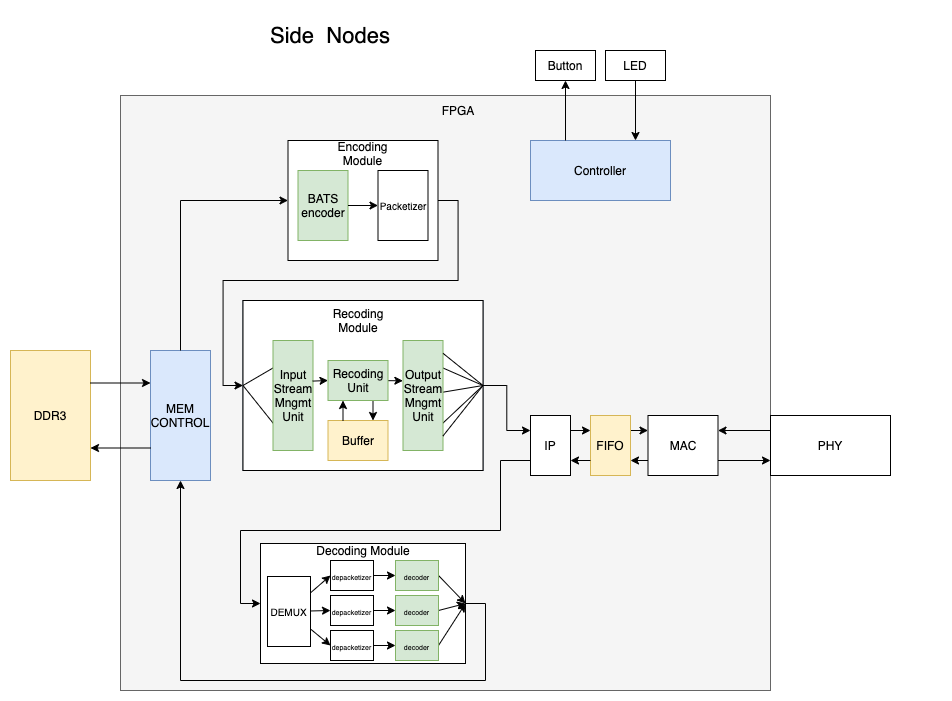 Side Nodes
Button
LED
FPGA
Controller
Encoding
Module
BATS
encoder
Packetizer
Recoding
Module
Input
Stream
Mngmt
Unit
Recoding
Unit
Output
Stream
Mngmt
Unit
Buffer
DDR3
MEM
CONTROL
IP
FIFO
MAC
PHY
Decoding Module
DEMUX
depacketizer
decoder
depacketizer
decoder
depacketizer
decoder